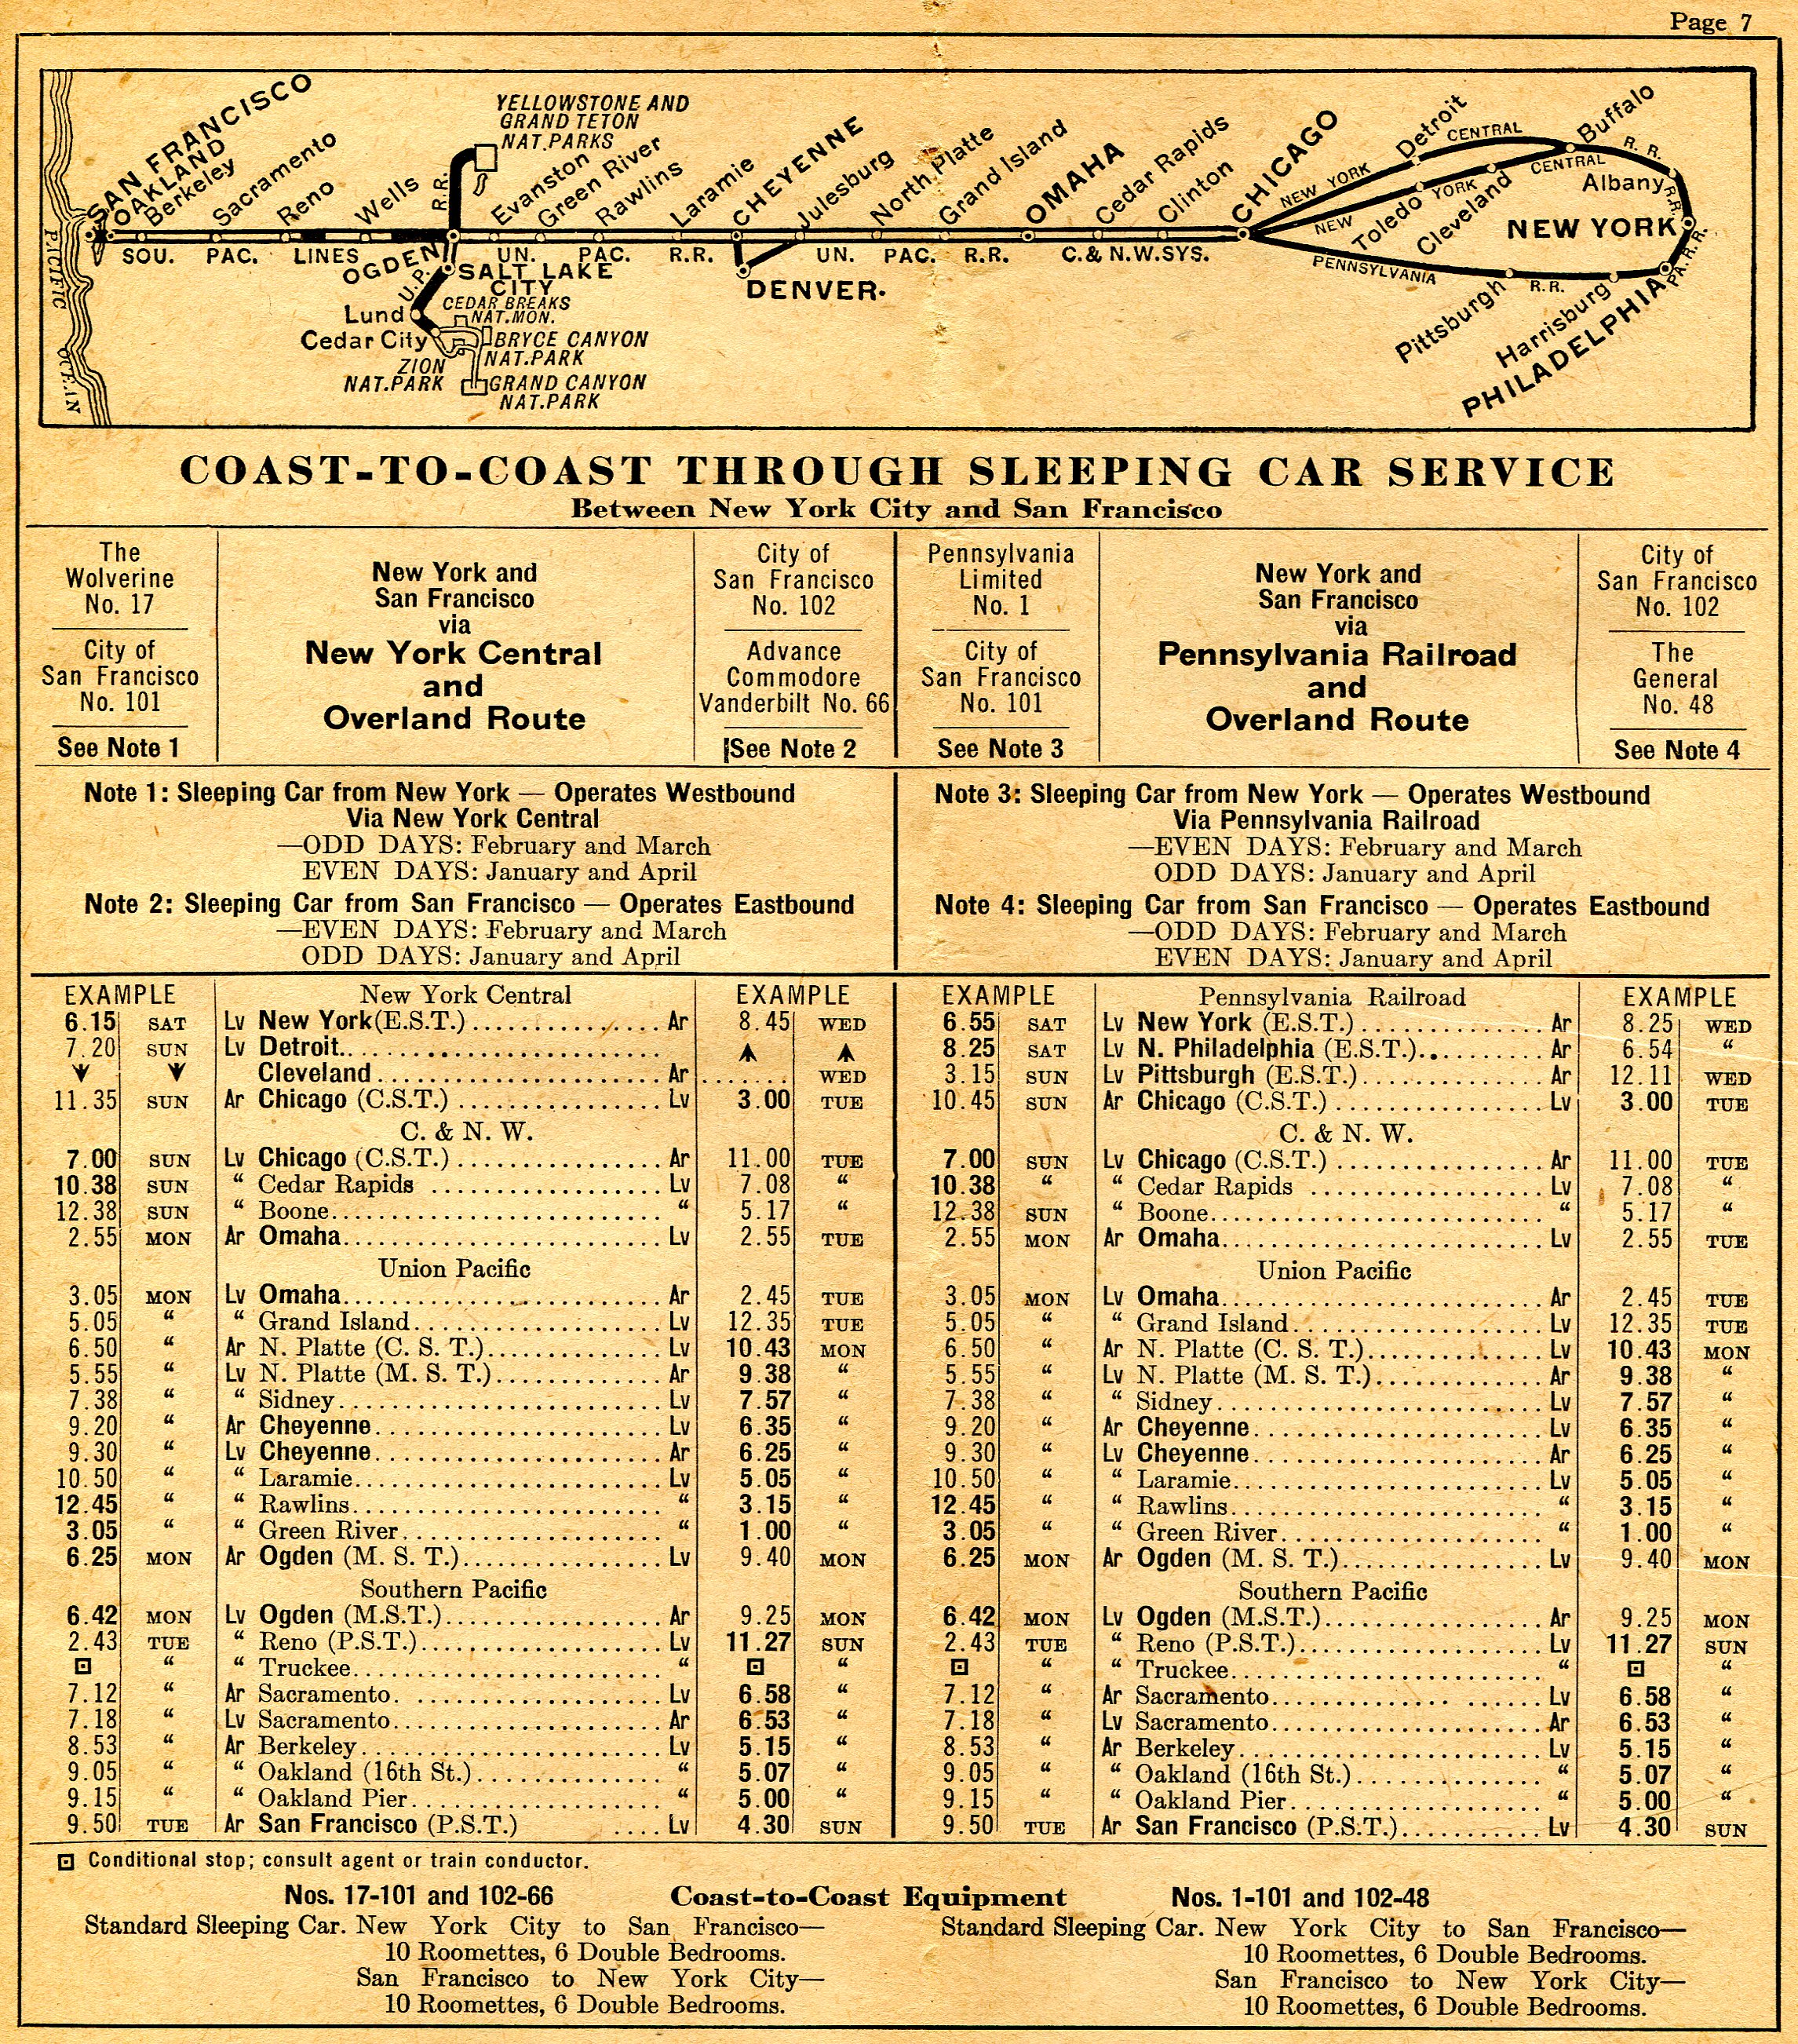 Page 7
SAN FRANCISCO
OAKLAND
Berkeley
Sacramento
Reno
Wells
OGDEN
R.R.
YELLOWSTONE AND
GRAND TETON
NAT. PARKS
Evanston
Green River
Rawlins
Laramie
CHEYENNE
Julesburg
North Platte
Grand Island
OMAHA
Cedar Rapids
Clinton
CHICAGO
NEW YORK CENTRAL R. R.
Detroit
Buffalo
NEW YORK CENTRAL
Toledo
Cleveland
Albany
R.R.
NEW YORK
PA. R.R.
PENNSYLVANIA R.R.
Pittsburgh
Harrisburg
PHILADELPHIA
PACIFIC OCEAN
SOU. PAC. LINES
UN. PAC. R.R.
UN. PAC. R.R.
C. & N.W. SYS.
SALT LAKE
CITY
DENVER.
U.P.
Lund
CEDAR BREAKS
NAT. MON.
Cedar City
BRYCE CANYON
NAT. PARK
ZION
NAT. PARK
GRAND CANYON
NAT. PARK
COAST-TO-COAST THROUGH SLEEPING CAR SERVICE
Between New York City and San Francisco
The
Wolverine
No. 17
City of
San Francisco
No. 101
See Note 1
New York and
San Francisco
via
New York Central
and
Overland Route
City of
San Francisco
No. 102
Advance
Commodore
Vanderbilt No. 66
See Note 2
Pennsylvania
Limited
No. 1
City of
San Francisco
No. 101
See Note 3
New York and
San Francisco
via
Pennsylvania Railroad
and
Overland Route
City of
San Francisco
No. 102
The
General
No. 48
See Note 4
Note 1: Sleeping Car from New York — Operates Westbound
Via New York Central
—ODD DAYS: February and March
EVEN DAYS: January and April
Note 2: Sleeping Car from San Francisco — Operates Eastbound
—EVEN DAYS: February and March
ODD DAYS: January and April
Note 3: Sleeping Car from New York — Operates Westbound
Via Pennsylvania Railroad
—EVEN DAYS: February and March
ODD DAYS: January and April
Note 4: Sleeping Car from San Francisco — Operates Eastbound
—ODD DAYS: February and March
EVEN DAYS: January and April
EXAMPLE New York Central EXAMPLE
6.15 SAT Lv New York (E.S.T.) Ar 8.45 WED
7.20 SUN Lv Detroit
Cleveland Ar WED
11.35 SUN Ar Chicago (C.S.T.) Lv 3.00 TUE
C. & N. W.
7.00 SUN Lv Chicago (C.S.T.) Ar 11.00 TUE
10.38 SUN “ Cedar Rapids Lv 7.08 “
12.38 SUN “ Boone “ 5.17 “
2.55 MON Ar Omaha Lv 2.55 TUE
Union Pacific
3.05 MON Lv Omaha Ar 2.45 TUE
5.05 “ “ Grand Island Lv 12.35 TUE
6.50 “ Ar N. Platte (C. S. T.) Lv 10.43 MON
5.55 “ Lv N. Platte (M. S. T.) Ar 9.38 “
7.38 “ “ Sidney Lv 7.57 “
9.20 “ Ar Cheyenne Lv 6.35 “
9.30 “ Lv Cheyenne Ar 6.25 “
10.50 “ “ Laramie Lv 5.05 “
12.45 “ “ Rawlins “ 3.15 “
3.05 “ “ Green River “ 1.00 “
6.25 MON Ar Ogden (M. S. T.) Lv 9.40 MON
Southern Pacific
6.42 MON Lv Ogden (M.S.T.) Ar 9.25 MON
2.43 TUE “ Reno (P.S.T.) Lv 11.27 SUN
⊡ “ “ Truckee “ ⊡ “
7.12 “ Ar Sacramento Lv 6.58 “
7.18 “ Lv Sacramento Ar 6.53 “
8.53 “ Ar Berkeley Lv 5.15 “
9.05 “ “ Oakland (16th St.) “ 5.07 “
9.15 “ “ Oakland Pier “ 5.00 “
9.50 TUE Ar San Francisco (P.S.T.) Lv 4.30 SUN
EXAMPLE Pennsylvania Railroad EXAMPLE
6.55 SAT Lv New York (E.S.T.) Ar 8.25 WED
8.25 SAT Lv N. Philadelphia (E.S.T.) Ar 6.54 “
3.15 SUN Lv Pittsburgh (E.S.T.) Ar 12.11 WED
10.45 SUN Ar Chicago (C.S.T.) Lv 3.00 TUE
C. & N. W.
7.00 SUN Lv Chicago (C.S.T.) Ar 11.00 TUE
10.38 “ “ Cedar Rapids Lv 7.08 “
12.38 SUN “ Boone “ 5.17 “
2.55 MON Ar Omaha Lv 2.55 TUE
Union Pacific
3.05 MON Lv Omaha Ar 2.45 TUE
5.05 “ “ Grand Island Lv 12.35 TUE
6.50 “ Ar N. Platte (C. S. T.) Lv 10.43 MON
5.55 “ Lv N. Platte (M. S. T.) Ar 9.38 “
7.38 “ “ Sidney Lv 7.57 “
9.20 “ Ar Cheyenne Lv 6.35 “
9.30 “ Lv Cheyenne Ar 6.25 “
10.50 “ “ Laramie Lv 5.05 “
12.45 “ “ Rawlins “ 3.15 “
3.05 “ “ Green River “ 1.00 “
6.25 MON Ar Ogden (M. S. T.) Lv 9.40 MON
Southern Pacific
6.42 MON Lv Ogden (M.S.T.) Ar 9.25 MON
2.43 TUE “ Reno (P.S.T.) Lv 11.27 SUN
⊡ “ “ Truckee “ ⊡ “
7.12 “ Ar Sacramento Lv 6.58 “
7.18 “ Lv Sacramento Ar 6.53 “
8.53 “ Ar Berkeley Lv 5.15 “
9.05 “ “ Oakland (16th St.) “ 5.07 “
9.15 “ “ Oakland Pier “ 5.00 “
9.50 TUE Ar San Francisco (P.S.T.) Lv 4.30 SUN
⊡ Conditional stop; consult agent or train conductor.
Nos. 17-101 and 102-66 Coast-to-Coast Equipment Nos. 1-101 and 102-48
Standard Sleeping Car. New York City to San Francisco—
10 Roomettes, 6 Double Bedrooms.
San Francisco to New York City—
10 Roomettes, 6 Double Bedrooms.
Standard Sleeping Car. New York City to San Francisco—
10 Roomettes, 6 Double Bedrooms.
San Francisco to New York City—
10 Roomettes, 6 Double Bedrooms.